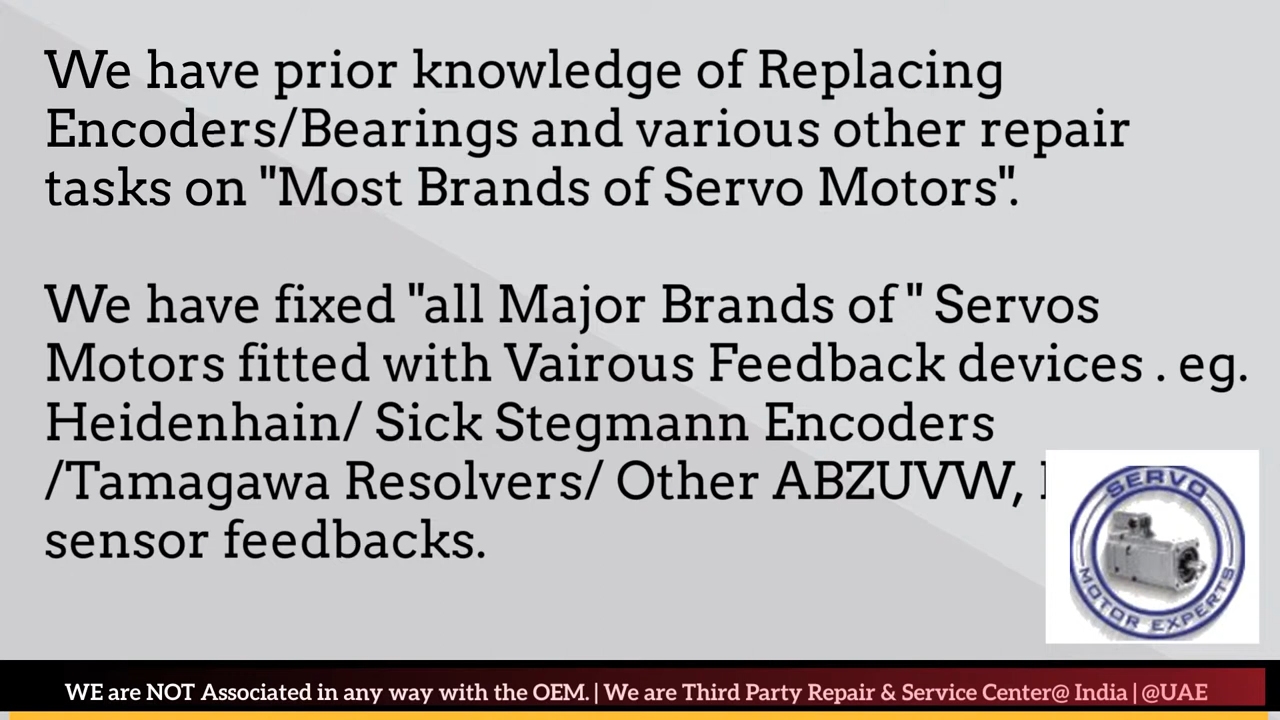 We have prior knowledge of Replacing
Encoders/Bearings and various other repair
tasks on "Most Brands of Servo Motors".
We have fixed "all Major Brands of " Servos
Motors fitted with Vairous Feedback devices . eg.
Heidenhain/ Sick Stegmann Encoders
/Tamagawa Resolvers/ Other ABZUVW,
sensor feedbacks.
SERVO
MOTOR EXPERTS
WE are NOT Associated in any way with the OEM. | We are Third Party Repair & Service Center@ India | @UAE